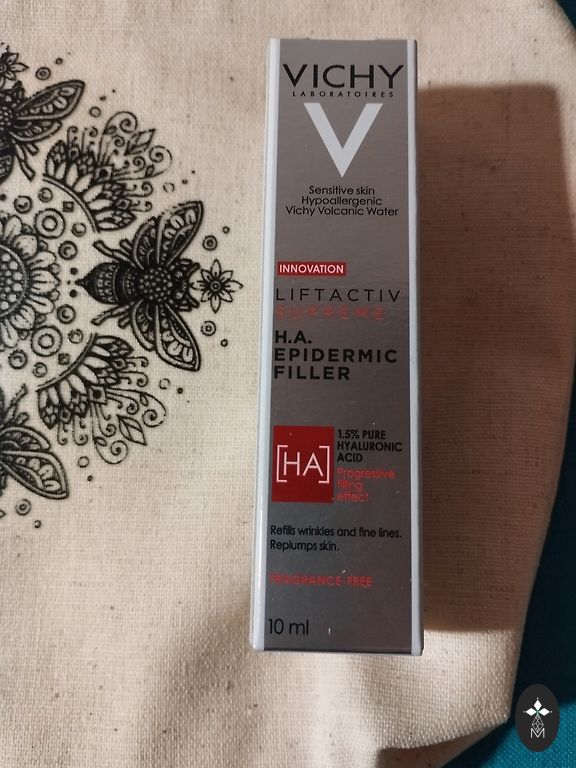 VICHY
LABORATOIRES
V
Sensitive skin
Hypoallergenic
Vichy Volcanic Water
INNOVATION
LIFTACTIV
SUPREME
H.A.
EPIDERMIC
FILLER
[HA]
1.5% PURE
HYALURONIC
ACID
Progressive
filling
effect
Refills wrinkles and fine lines.
Replumps skin.
FRAGRANCE-FREE
10 ml
M